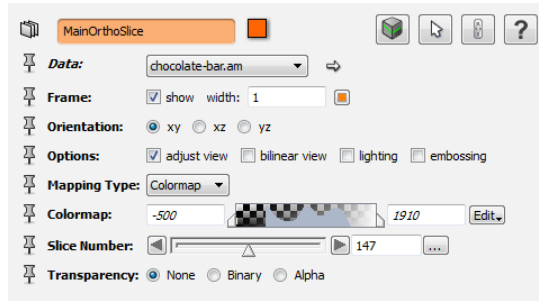 MainOrthoSlice ?
Data: chocolate-bar.am
Frame: show width: 1
Orientation: xy xz yz
Options: adjust view bilinear view lighting embossing
Mapping Type: Colormap
Colormap: -500 1910 Edit
Slice Number: 147 ...
Transparency: None Binary Alpha